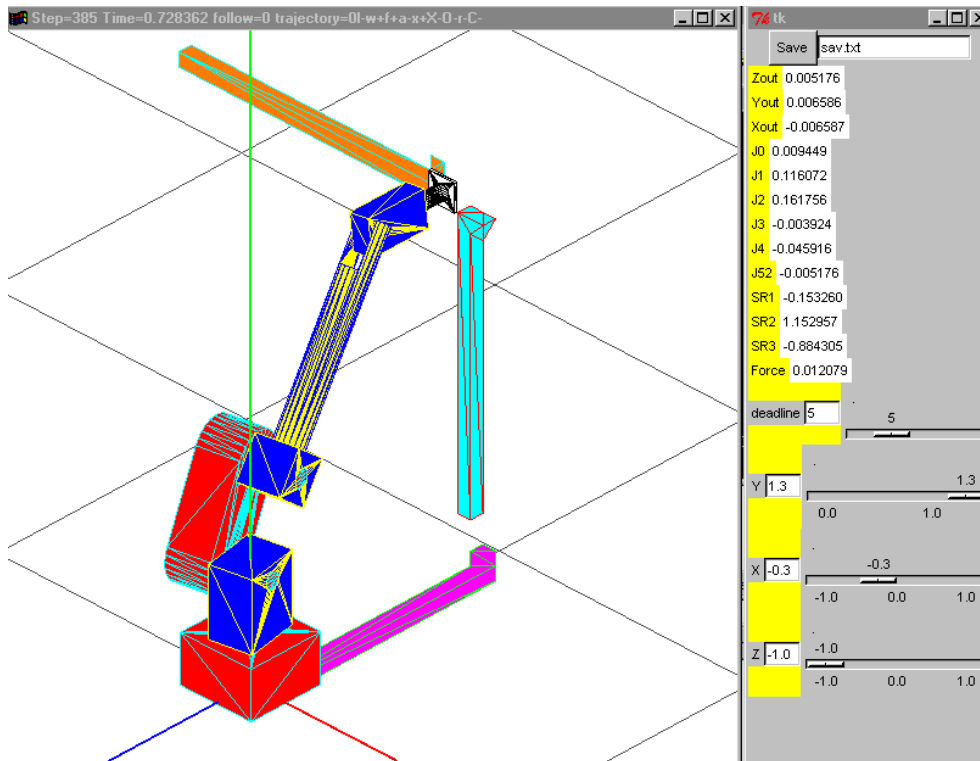 Step=385 Time=0.728362 follow=0 trajectory=0l-w+f+a-x+X-O-r-C-
tk
Save sav.txt
Zout 0.005176
Yout 0.006586
Xout -0.006587
J0 0.009449
J1 0.116072
J2 0.161756
J3 -0.003924
J4 -0.045916
J52 -0.005176
SR1 -0.153260
SR2 1.152957
SR3 -0.884305
Force 0.012079
deadline 5 5
1.3
Y 1.3
0.0 1.0
-0.3
X -0.3
-1.0 0.0 1.0
-1.0
Z -1.0
-1.0 0.0 1.0